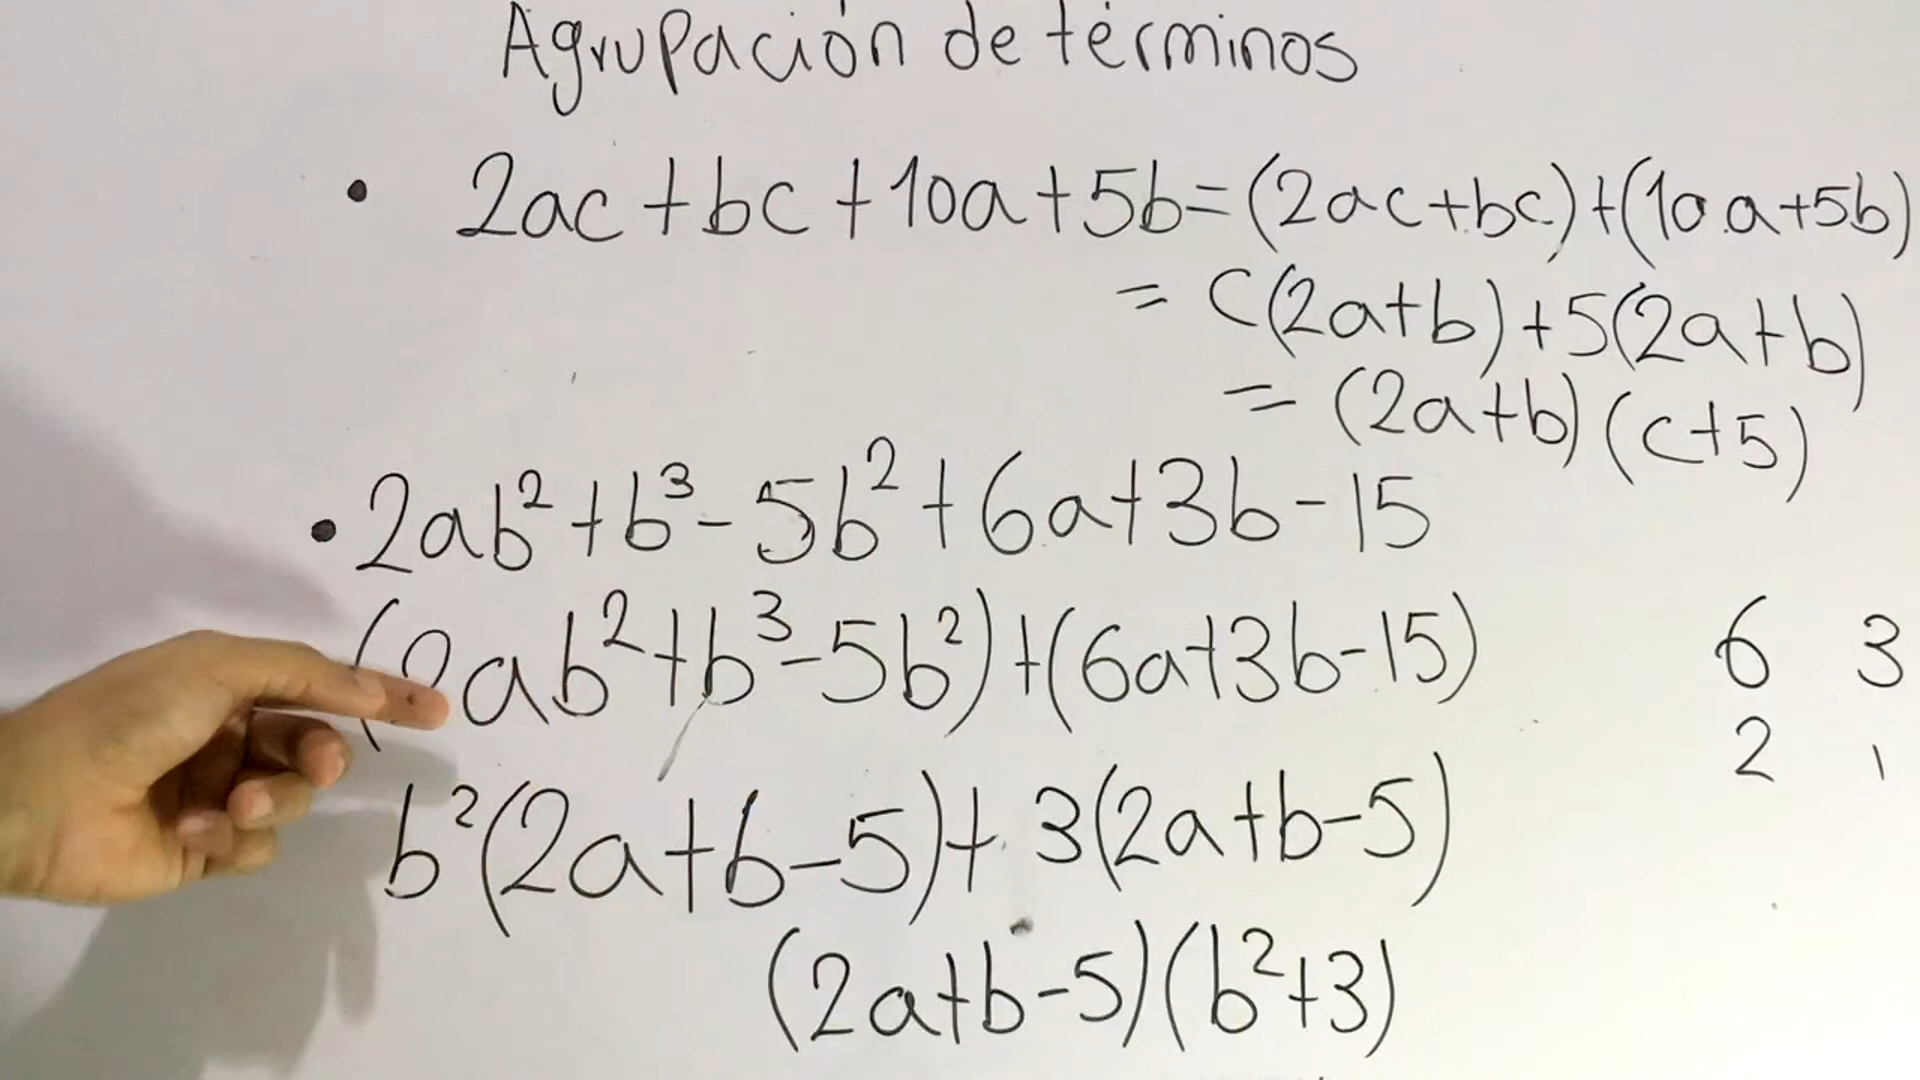 Agrupación de términos
• 2ac+bc+10a+5b=(2ac+bc)+(10a+5b)
= c(2a+b)+5(2a+b)
= (2a+b)(c+5)
• 2ab²+b³-5b²+6a+3b-15
(2ab²+b³-5b²)+(6a+3b-15)
6 3
2 1
b²(2a+b-5)+3(2a+b-5)
(2a+b-5)(b²+3)